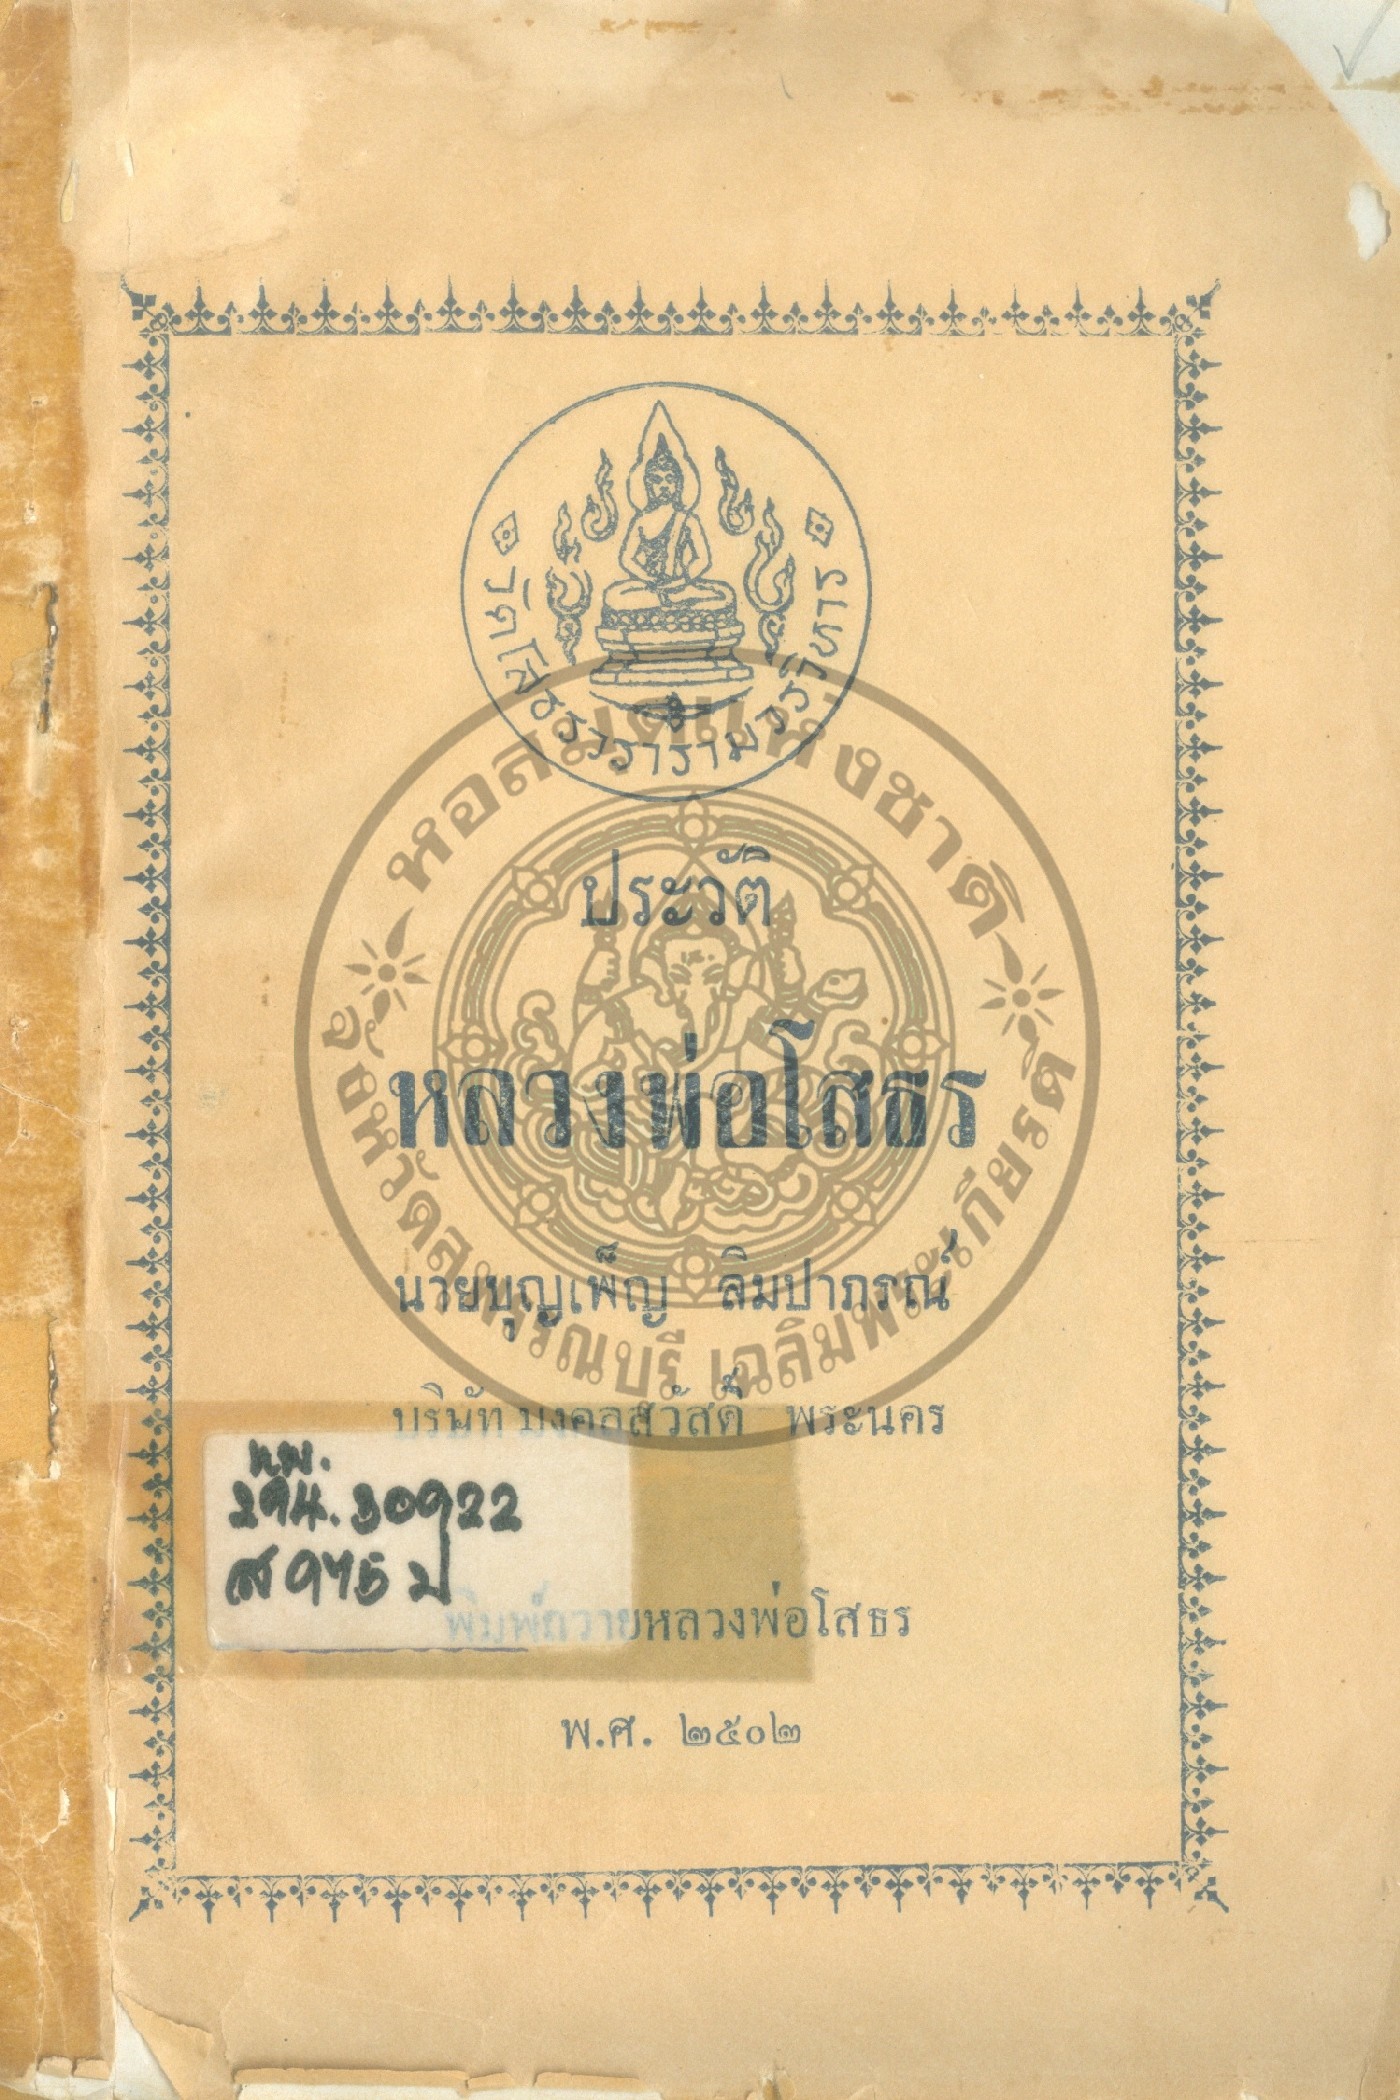 วัดโสธรวรารามวรวิหาร
หอสมุดแห่งชาติ
ประวัติ
หลวงพ่อโสธร
นายบุญเพ็ญ ลิมปาภรณ์
จังหวัดสุพรรณบุรี เฉลิมพระเกียรติ
บริษัท มงคลสวัสดิ์ พระนคร
294.30922
ส 975 ป
พิมพ์ถวายหลวงพ่อโสธร
พ.ศ. ๒๕๐๒